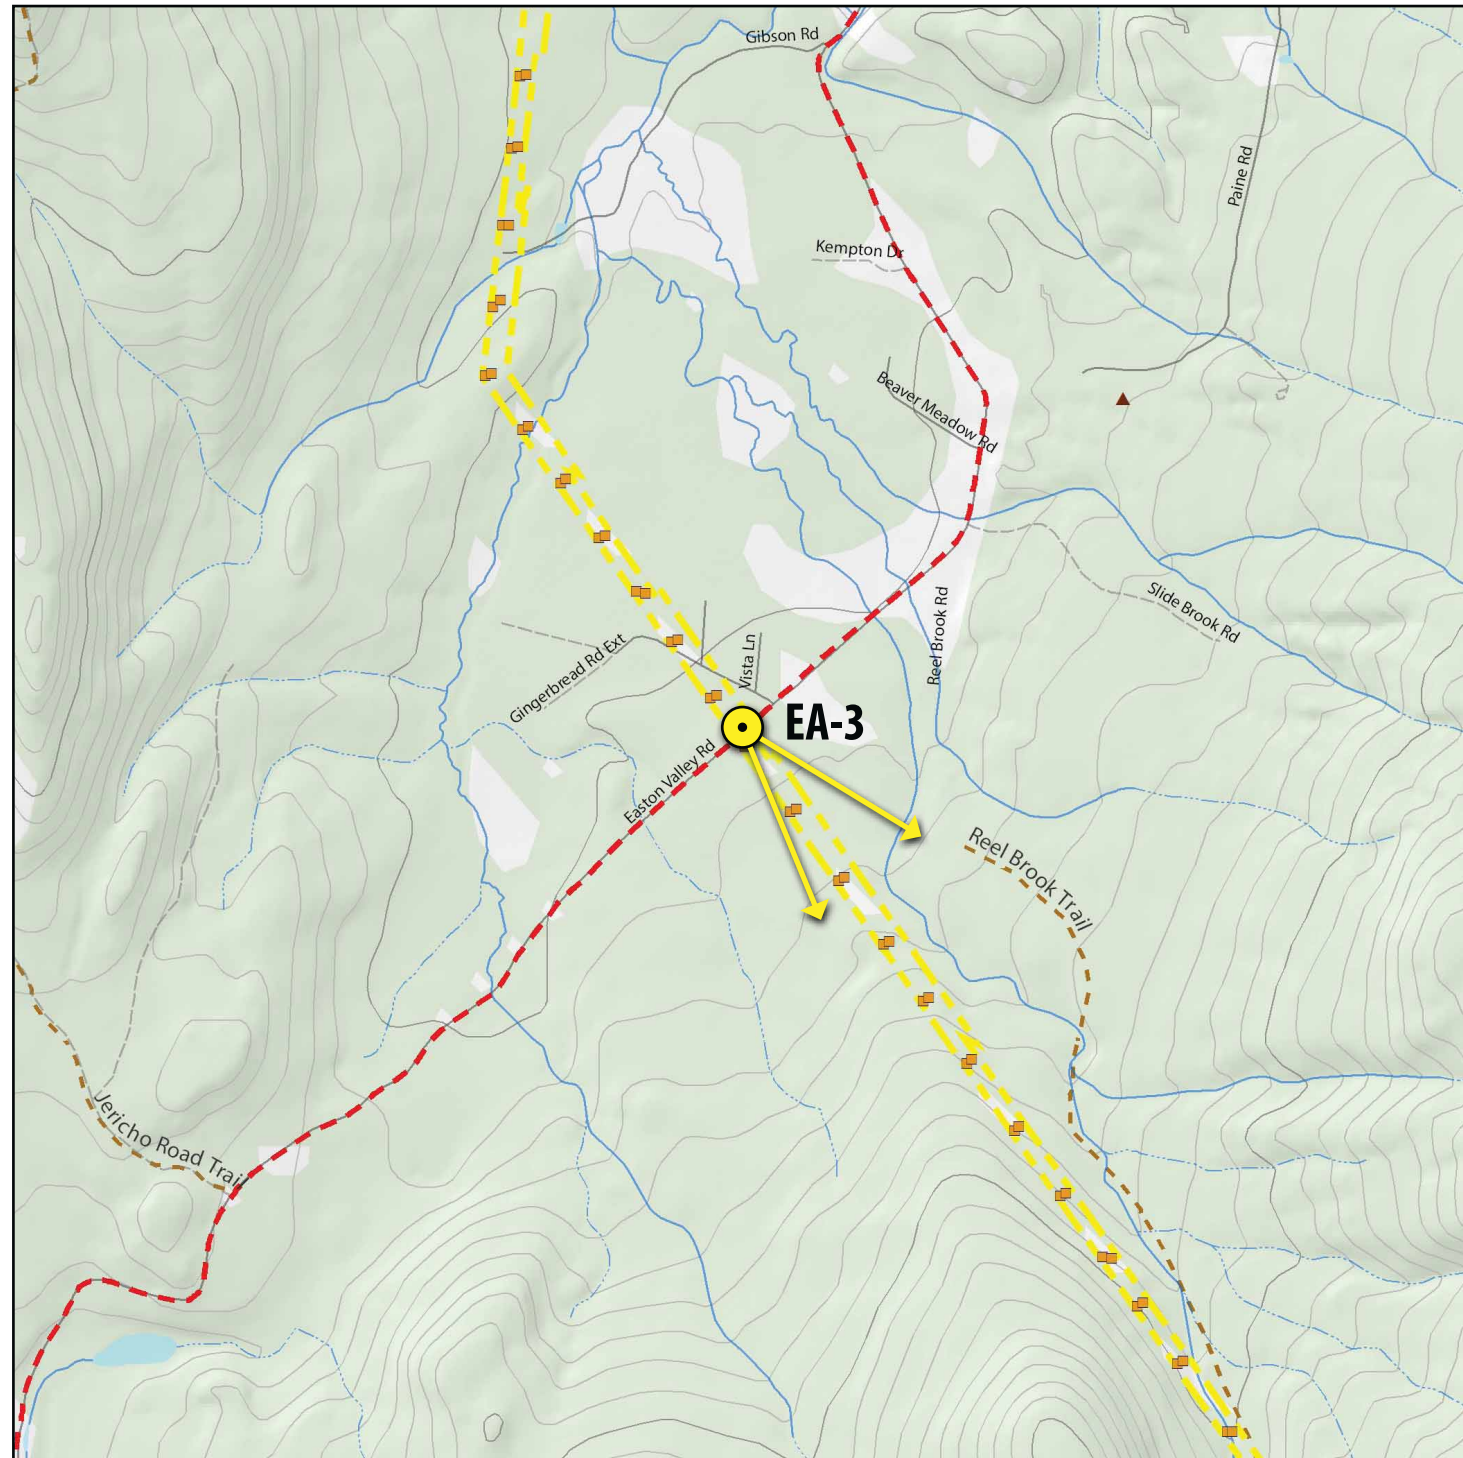 Gibson Rd
Paine Rd
Kempton Dr
Beaver Meadow Rd
Slide Brook Rd
Reel Brook Rd
Vista Ln
Gingerbread Rd Ext
EA-3
Easton Valley Rd
Reel Brook Trail
Jericho Road Trail